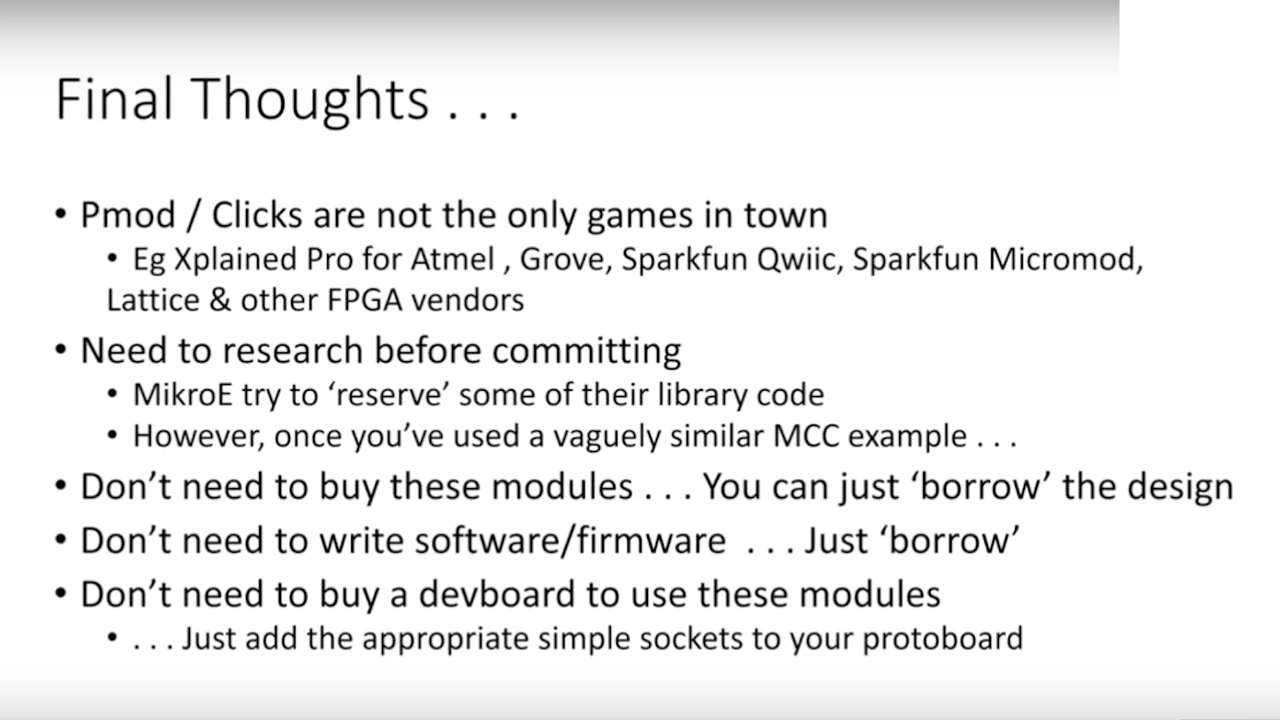 Final Thoughts . . .
• Pmod / Clicks are not the only games in town
• Eg Xplained Pro for Atmel , Grove, Sparkfun Qwiic, Sparkfun Micromod,
Lattice & other FPGA vendors
• Need to research before committing
• MikroE try to ‘reserve’ some of their library code
• However, once you’ve used a vaguely similar MCC example . . .
• Don’t need to buy these modules . . . You can just ‘borrow’ the design
• Don’t need to write software/firmware . . . Just ‘borrow’
• Don’t need to buy a devboard to use these modules
• . . . Just add the appropriate simple sockets to your protoboard